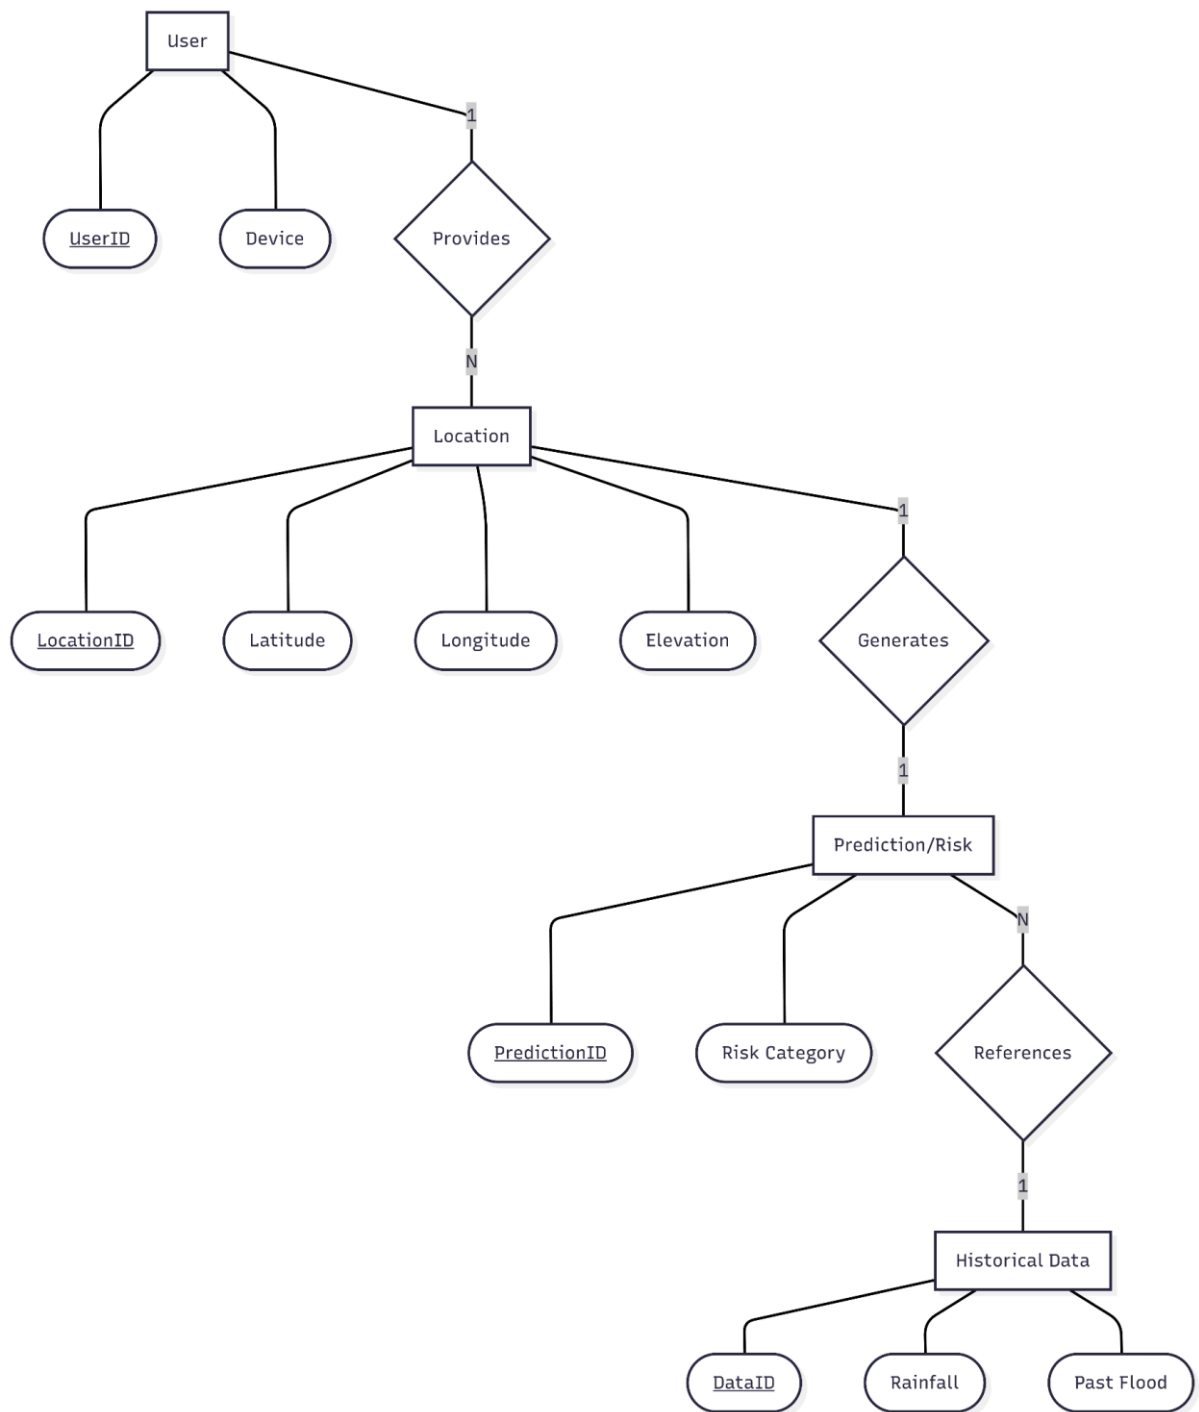 User
1
UserID
Device
Provides
N
Location
1
LocationID
Latitude
Longitude
Elevation
Generates
1
Prediction/Risk
N
PredictionID
Risk Category
References
1
Historical Data
DataID
Rainfall
Past Flood